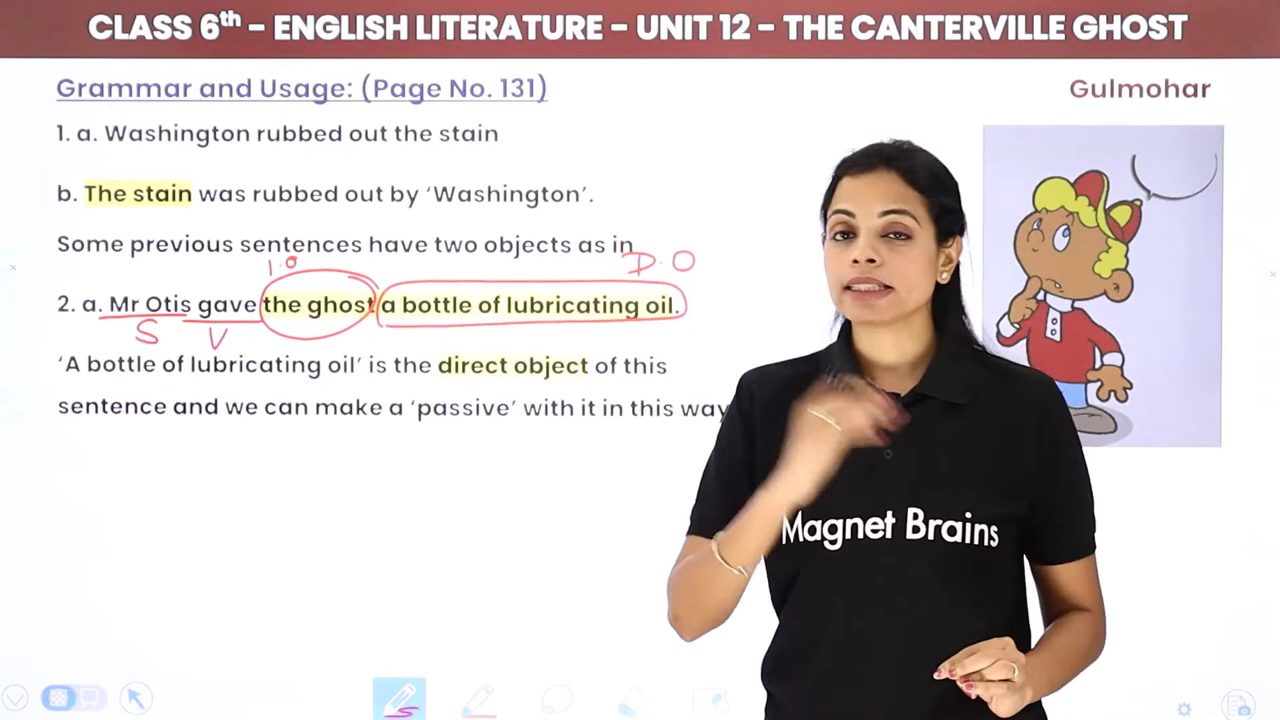 CLASS 6th – ENGLISH LITERATURE – UNIT 12 – THE CANTERVILLE GHOST
Grammar and Usage: (Page No. 131)
Gulmohar
1. a. Washington rubbed out the stain
b. The stain was rubbed out by ‘Washington’.
Some previous sentences have two objects as in
I.O D.O
2. a. Mr Otis gave the ghost a bottle of lubricating oil.
S V
‘A bottle of lubricating oil’ is the direct object of this
sentence and we can make a ‘passive’ with it in this way
Magnet Brains